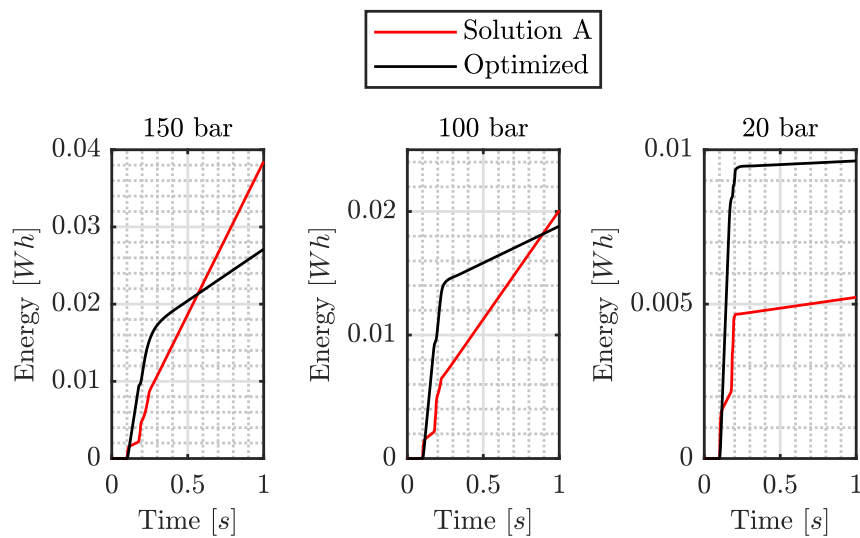 Solution A
Optimized
150 bar
100 bar
20 bar
0.04
0.03
0.02
0.01
0
Energy [Wh]
0
0.5
1
Time [s]
0.02
0.01
0
Energy [Wh]
0
0.5
1
Time [s]
0.01
0.005
0
Energy [Wh]
0
0.5
1
Time [s]